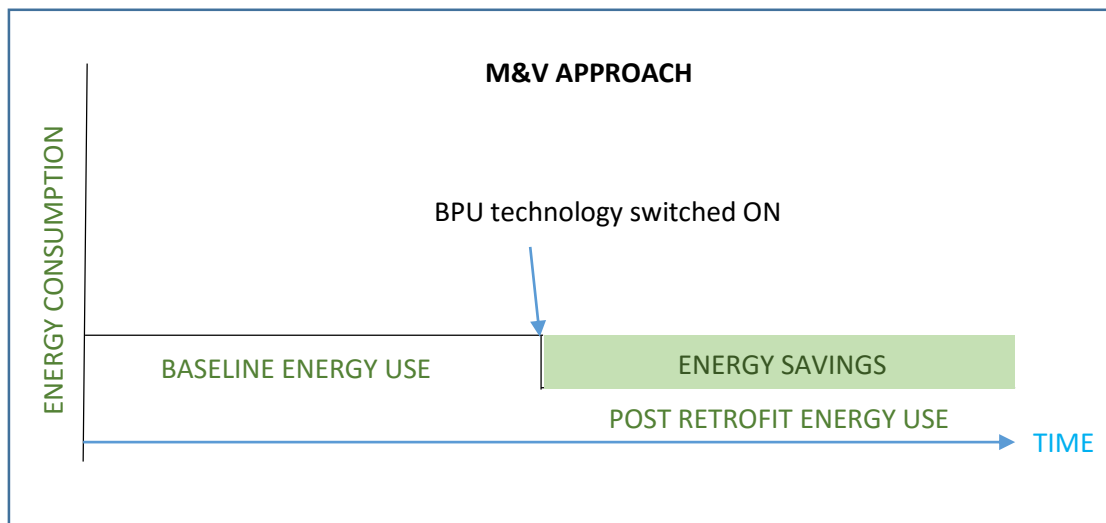 M&V APPROACH
ENERGY CONSUMPTION
BPU technology switched ON
BASELINE ENERGY USE
ENERGY SAVINGS
POST RETROFIT ENERGY USE
TIME